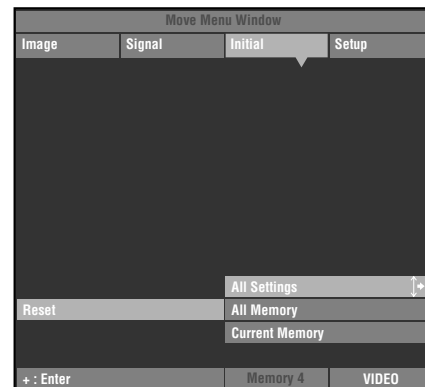 Move Menu Window
Image Signal Initial Setup
All Settings
Reset All Memory
Current Memory
+ : Enter Memory 4 VIDEO